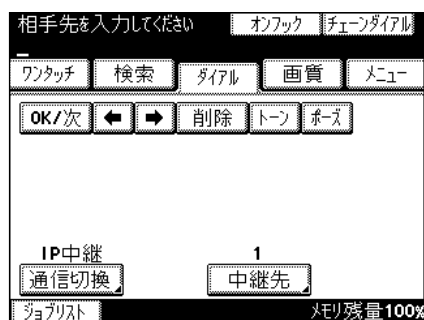 相手先を入力してください オンフック チェーンダイアル
ワンタッチ 検索 ダイアル 画質 メニュー
OK/次 ← → 削除 トーン ポーズ
IP中継 1
通信切換 中継先
ジョブリスト メモリ残量100%